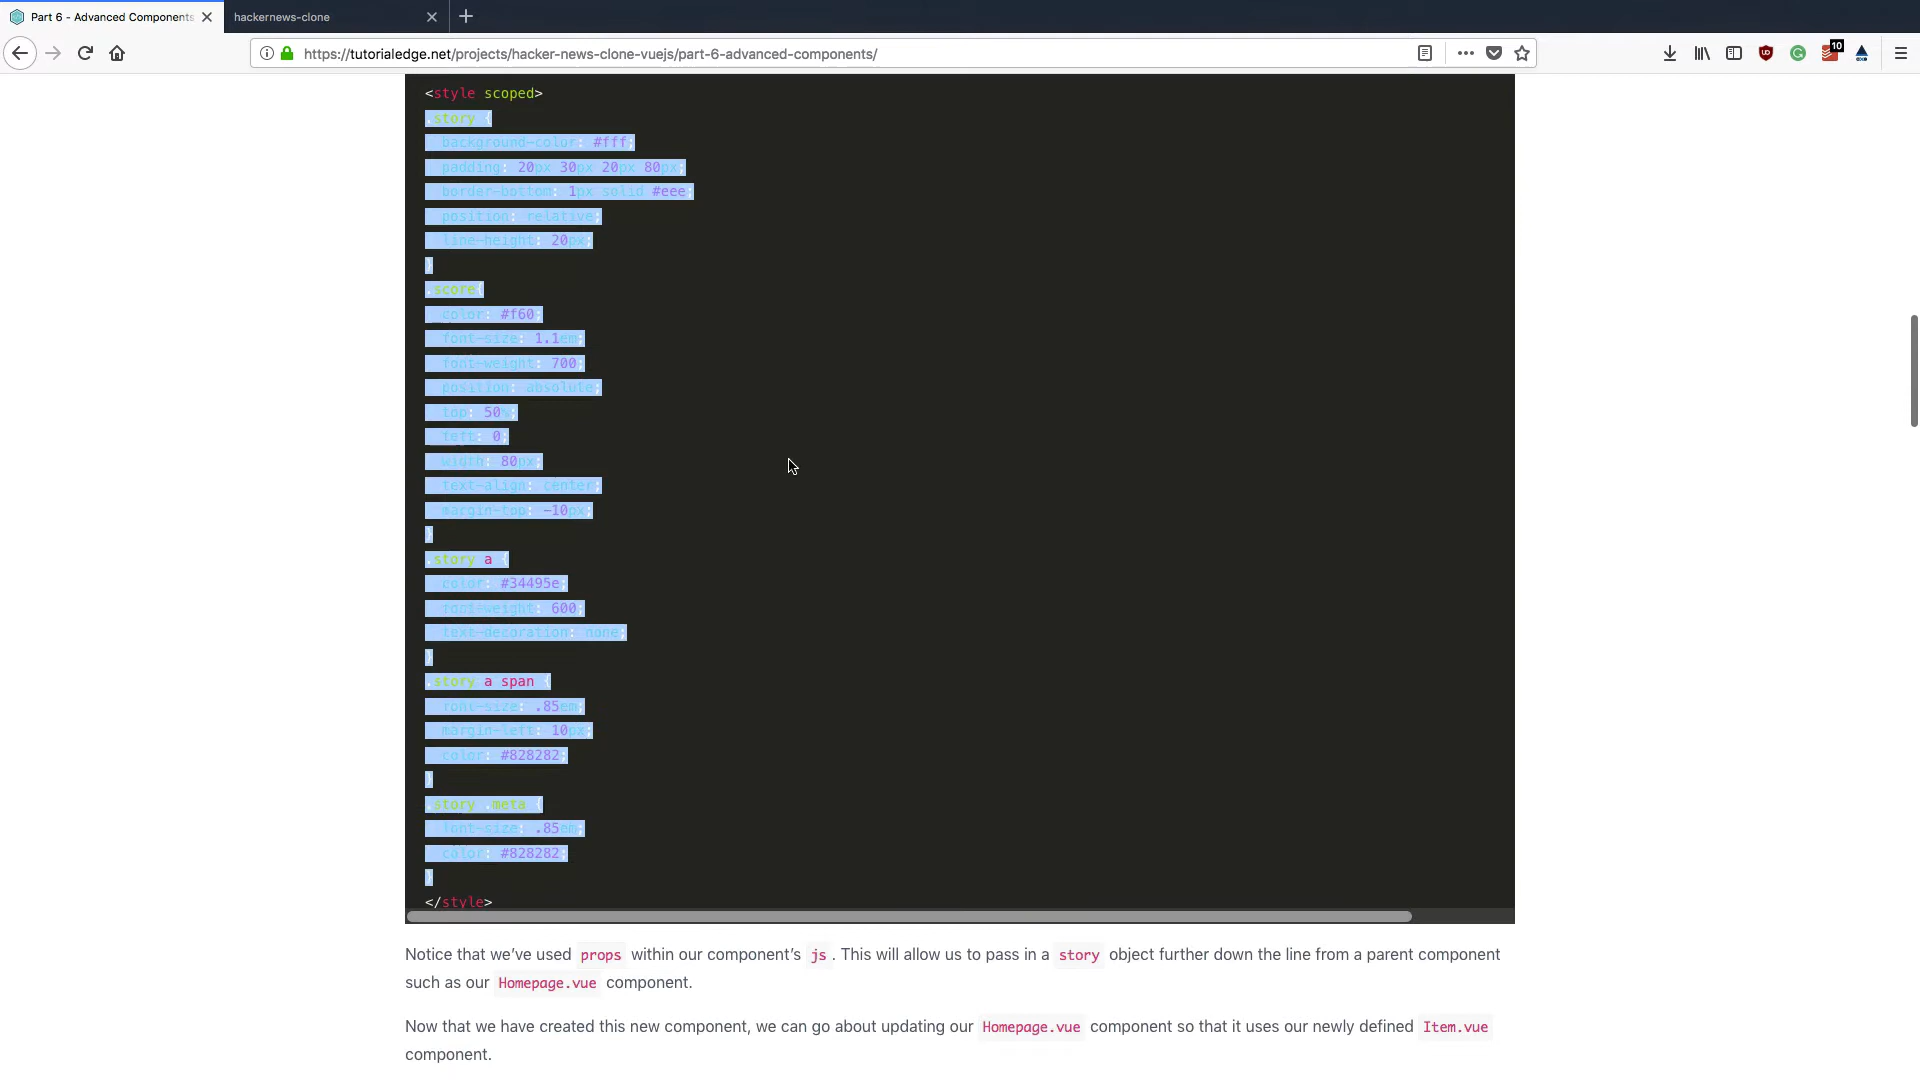 Part 6 - Advanced Components
hackernews-clone
https://tutorialedge.net/projects/hacker-news-clone-vuejs/part-6-advanced-components/
10
<style scoped>
.story {
  background-color: #fff;
  padding: 20px 30px 20px 80px;
  border-bottom: 1px solid #eee;
  position: relative;
  line-height: 20px;
}
.score{
  color: #f60;
  font-size: 1.1em;
  font-weight: 700;
  position: absolute;
  top: 50%;
  left: 0;
  width: 80px;
  text-align: center;
  margin-top: -10px;
}
.story a {
  color: #34495e;
  font-weight: 600;
  text-decoration: none;
}
.story a span {
  font-size: .85em;
  margin-left: 10px;
  color: #828282;
}
.story .meta {
  font-size: .85em;
  color: #828282;
}
</style>
Notice that we've used props within our component's js . This will allow us to pass in a story object further down the line from a parent component
such as our Homepage.vue component.
Now that we have created this new component, we can go about updating our Homepage.vue component so that it uses our newly defined Item.vue
component.